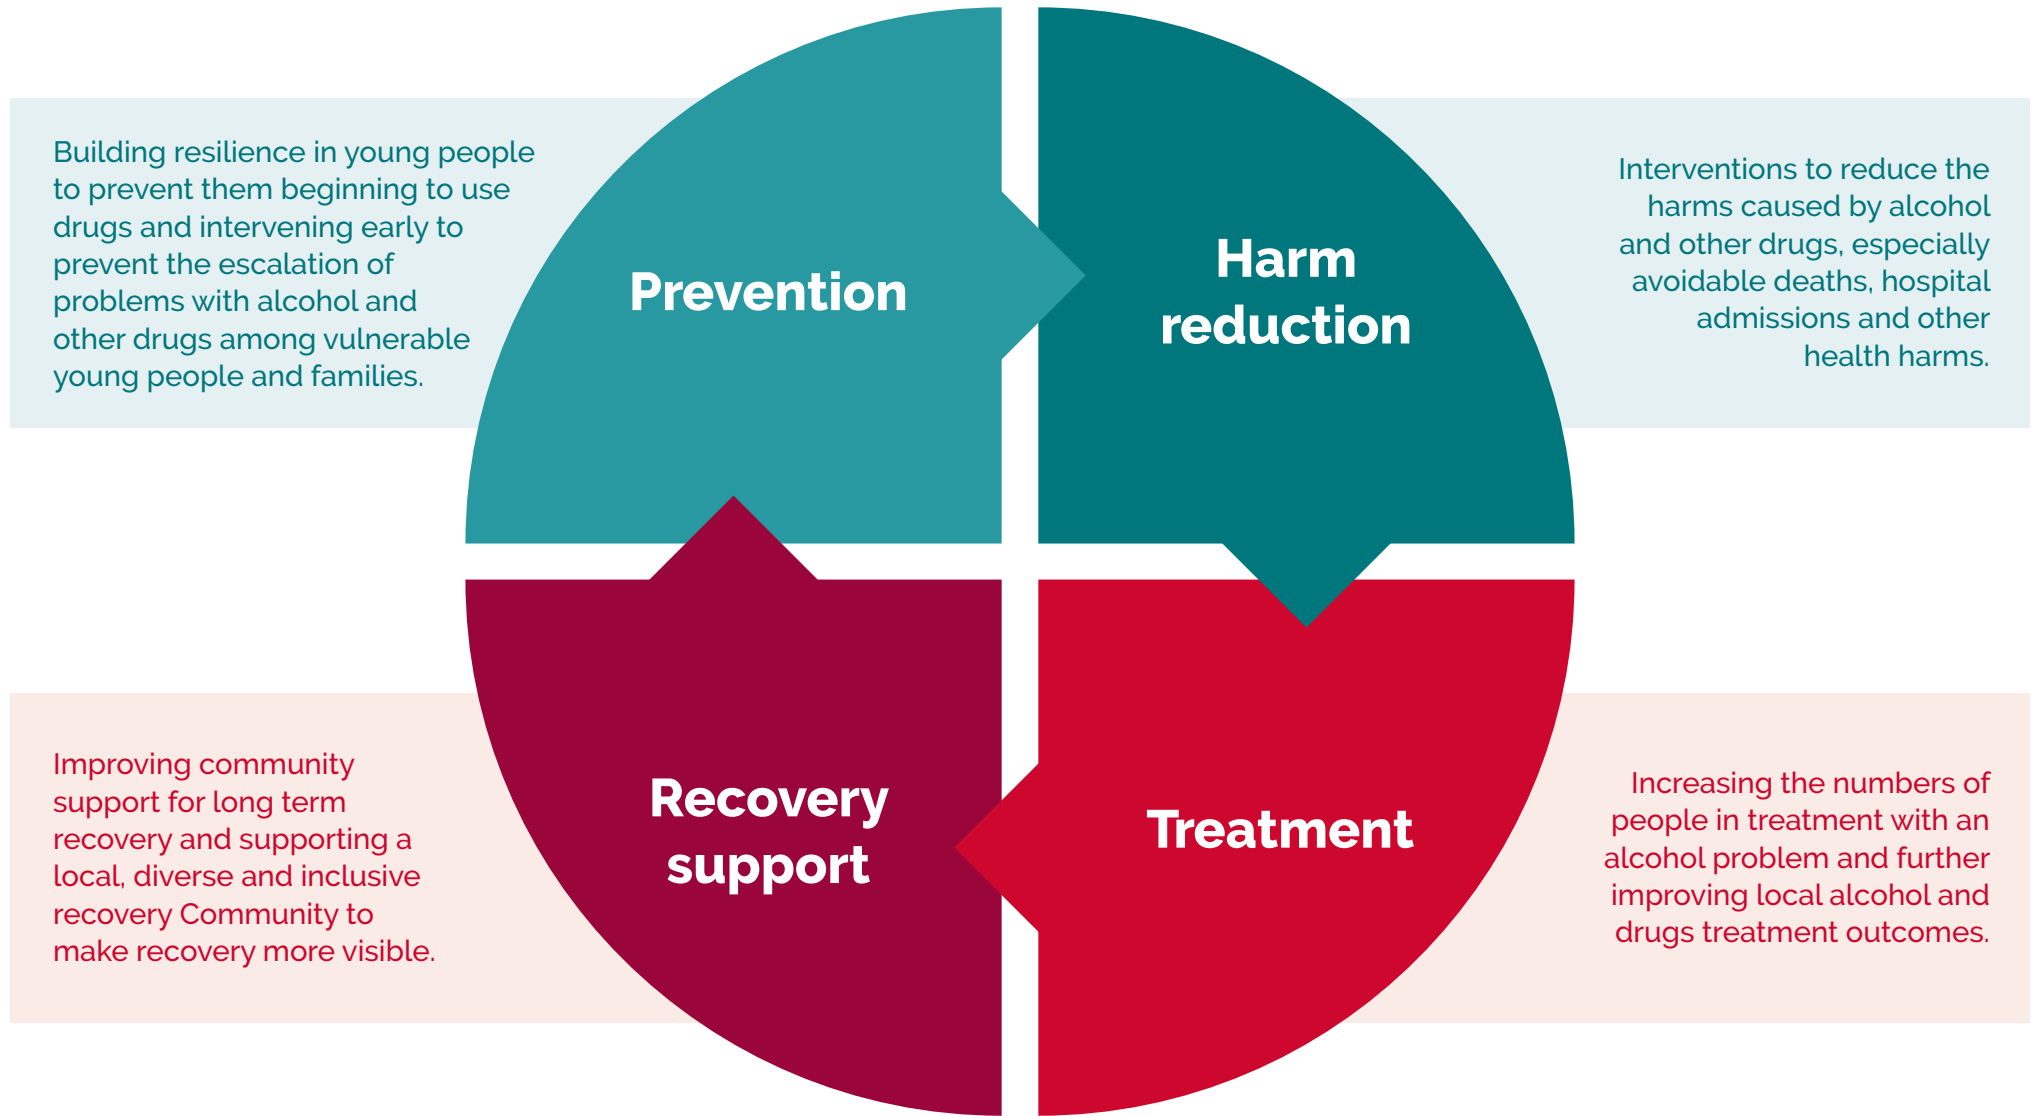 Building resilience in young people
to prevent them beginning to use
drugs and intervening early to
prevent the escalation of
problems with alcohol and
other drugs among vulnerable
young people and families.
Prevention
Harm
reduction
Interventions to reduce the
harms caused by alcohol
and other drugs, especially
avoidable deaths, hospital
admissions and other
health harms.
Improving community
support for long term
recovery and supporting a
local, diverse and inclusive
recovery Community to
make recovery more visible.
Recovery
support
Treatment
Increasing the numbers of
people in treatment with an
alcohol problem and further
improving local alcohol and
drugs treatment outcomes.